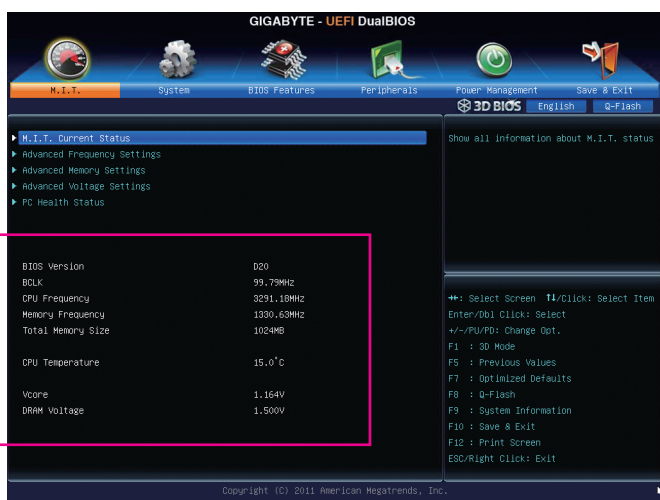 GIGABYTE - UEFI DualBIOS
M.I.T. System BIOS Features Peripherals Power Management Save & Exit
3D BIOS English Q-Flash
M.I.T. Current Status
Advanced Frequency Settings
Advanced Memory Settings
Advanced Voltage Settings
PC Health Status
BIOS Version D20
BCLK 99.79MHz
CPU Frequency 3291.18MHz
Memory Frequency 1330.63MHz
Total Memory Size 1024MB
CPU Temperature 15.0°C
Vcore 1.164V
DRAM Voltage 1.500V
Show all information about M.I.T. status
→←: Select Screen ↑↓/Click: Select Item
Enter/Dbl Click: Select
+/-/PU/PD: Change Opt.
F1 : 3D Mode
F5 : Previous Values
F7 : Optimized Defaults
F8 : Q-Flash
F9 : System Information
F10 : Save & Exit
F12 : Print Screen
ESC/Right Click: Exit
Copyright (C) 2011 American Megatrends, Inc.